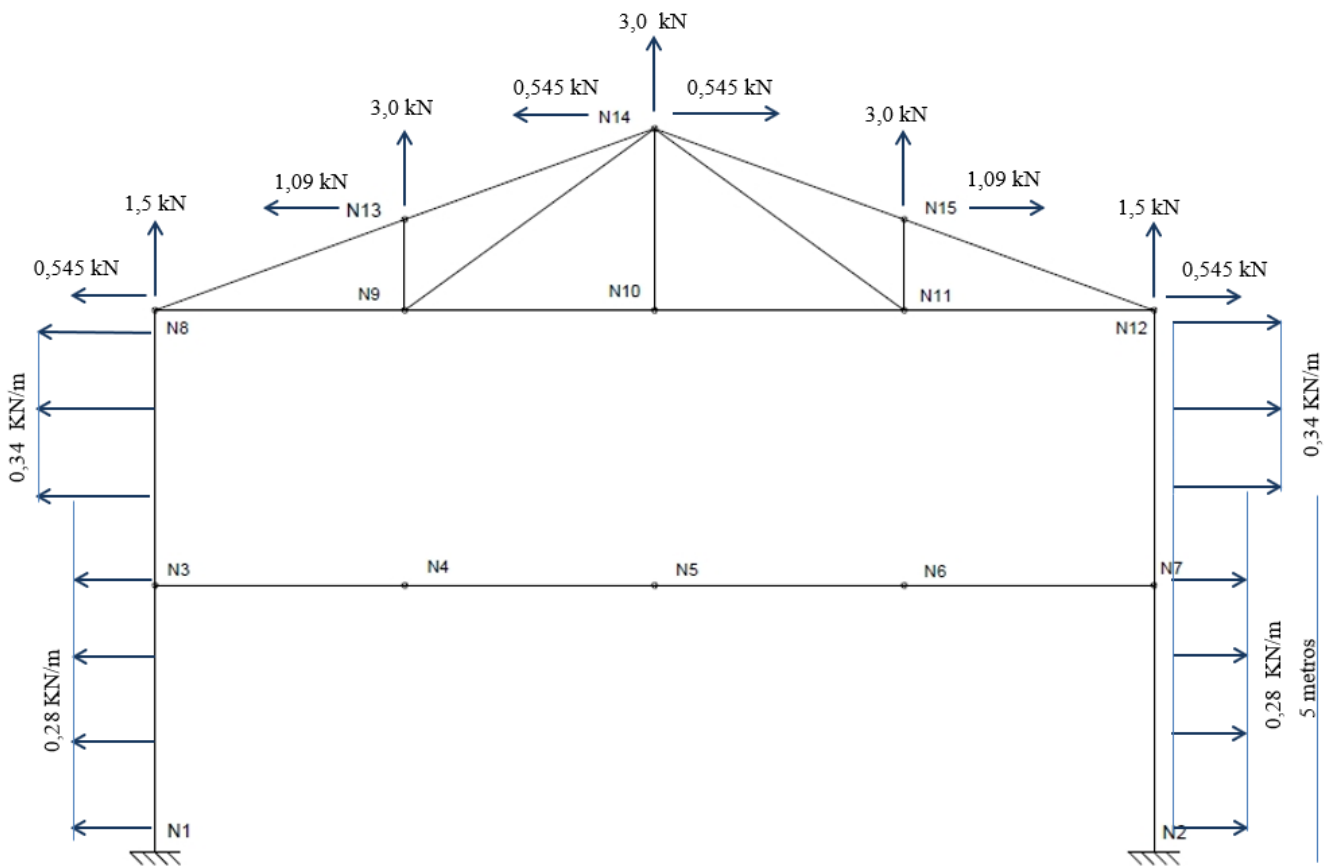 3,0 kN
0,545 kN
0,545 kN
N14
3,0 kN
3,0 kN
1,09 kN
N13
N15
1,09 kN
1,5 kN
1,5 kN
0,545 kN
0,545 kN
N9
N10
N11
N8
N12
0,34 KN/m
0,34 KN/m
N3
N4
N5
N6
N7
0,28 KN/m
0,28 KN/m
5 metros
N1
N2